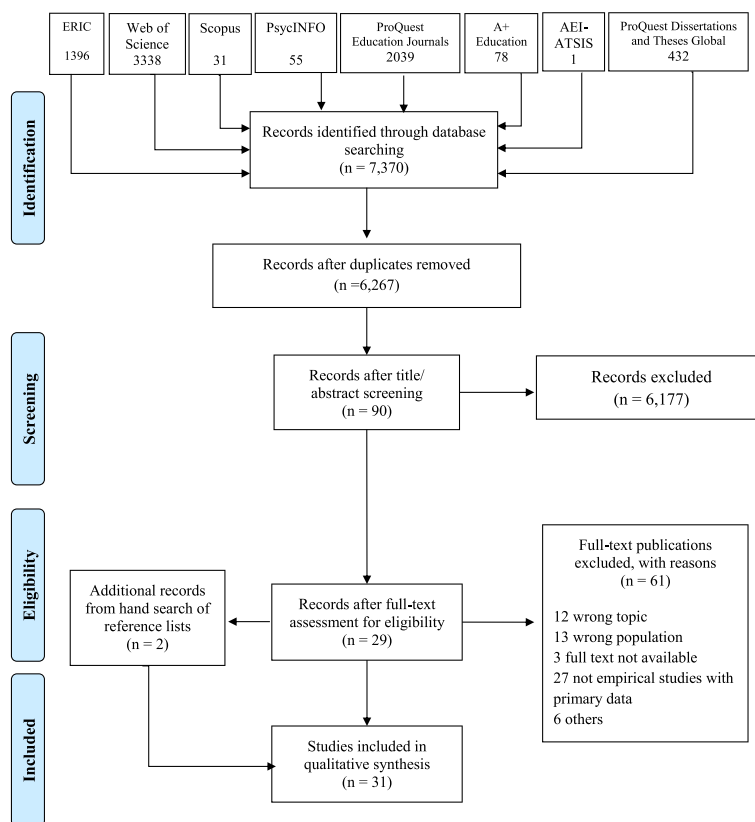 ERIC
1396
Web of
Science
3338
Scopus
31
PsycINFO
55
ProQuest
Education Journals
2039
A+
Education
78
AEI-
ATSIS
1
ProQuest Dissertations
and Theses Global
432
Identification
Records identified through database
searching
(n = 7,370)
Records after duplicates removed
(n =6,267)
Screening
Records after title/
abstract screening
(n = 90)
Records excluded
(n = 6,177)
Eligibility
Additional records
from hand search of
reference lists
(n = 2)
Records after full-text
assessment for eligibility
(n = 29)
Full-text publications
excluded, with reasons
(n = 61)
12 wrong topic
13 wrong population
3 full text not available
27 not empirical studies with
primary data
6 others
Included
Studies included in
qualitative synthesis
(n = 31)